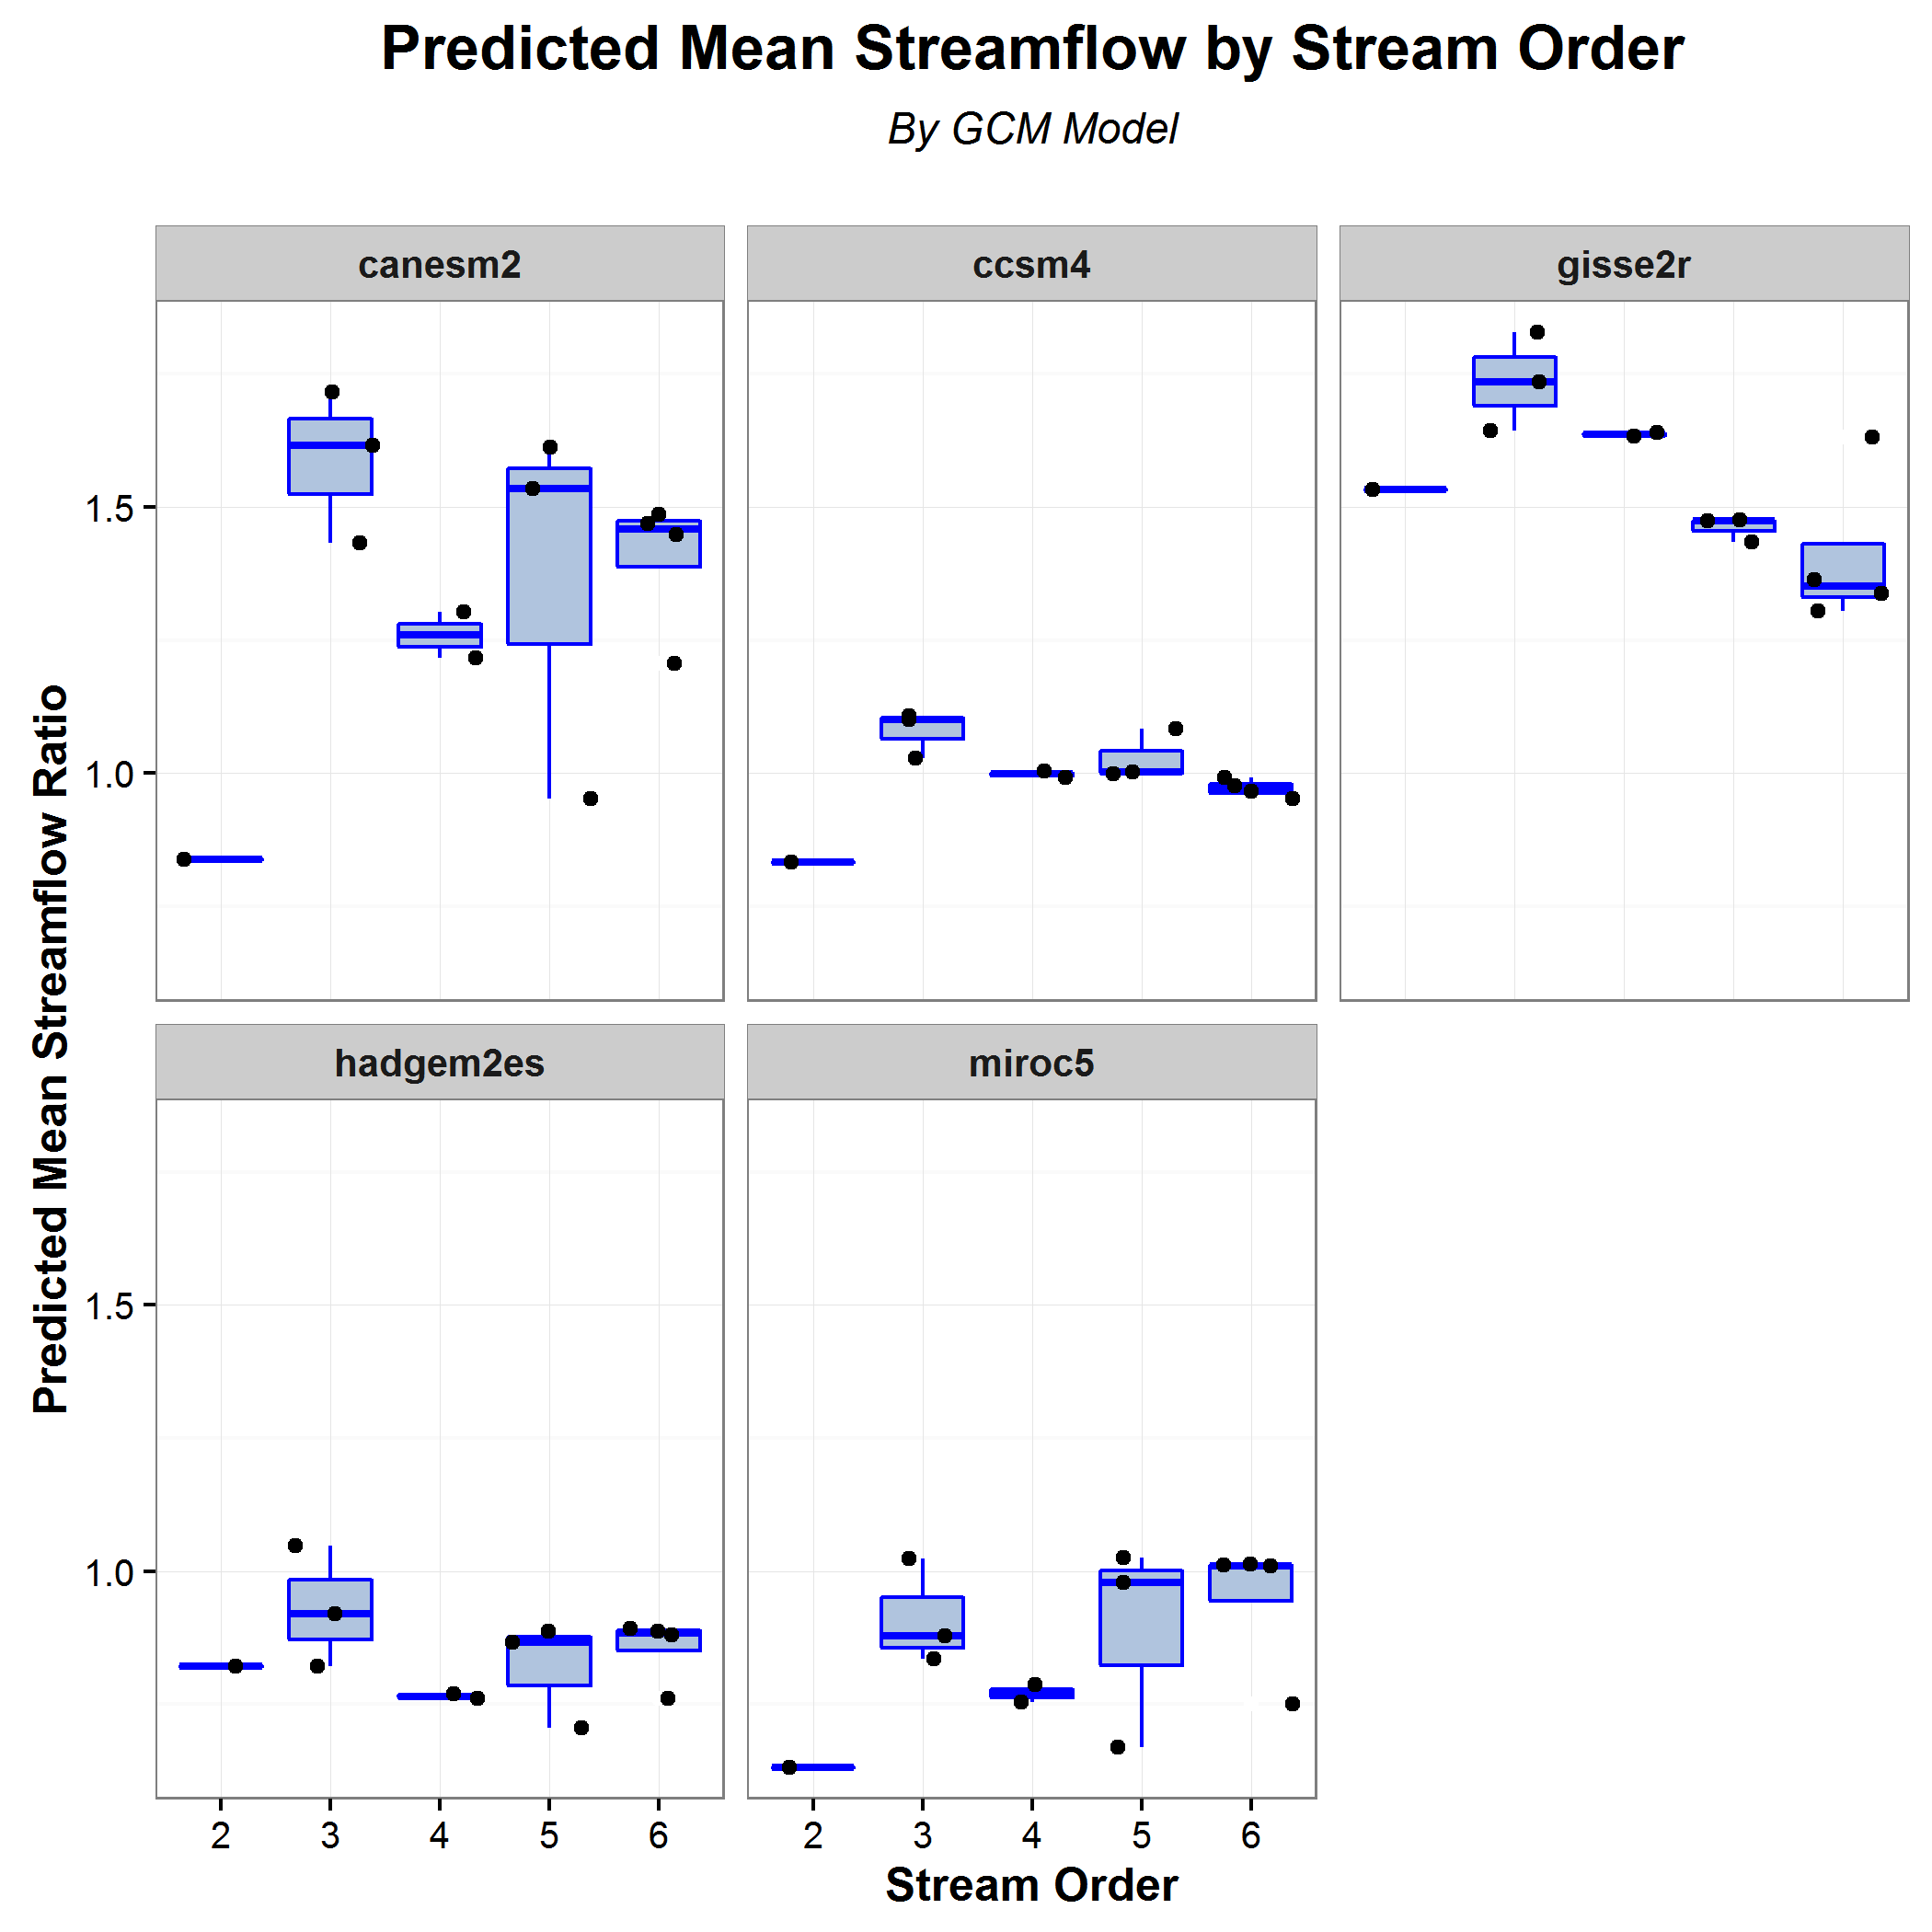 Predicted Mean Streamflow by Stream Order
By GCM Model
canesm2
ccsm4
gisse2r
1.5
1.0
Predicted Mean Streamflow Ratio
hadgem2es
miroc5
1.5
1.0
2 3 4 5 6
2 3 4 5 6
Stream Order